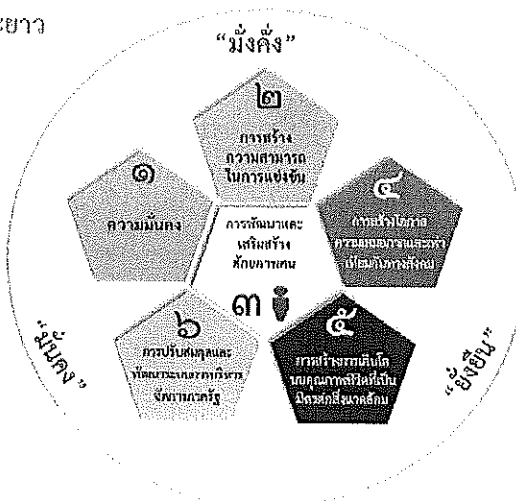 ะยาว
“มั่งคั่ง”
๒
การสร้าง
ความสามารถ
ในการแข่งขัน
๑
ความมั่นคง
๔
การสร้างโอกาส
ความเสมอภาคและเท่า
เทียมกันทางสังคม
การพัฒนาและ
เสริมสร้าง
ศักยภาพคน
๓
๖
การปรับสมดุลและ
พัฒนาระบบการบริหาร
จัดการภาครัฐ
๕
การสร้างการเติบโต
บนคุณภาพชีวิตที่เป็น
มิตรต่อสิ่งแวดล้อม
“มั่นคง”
“ยั่งยืน”